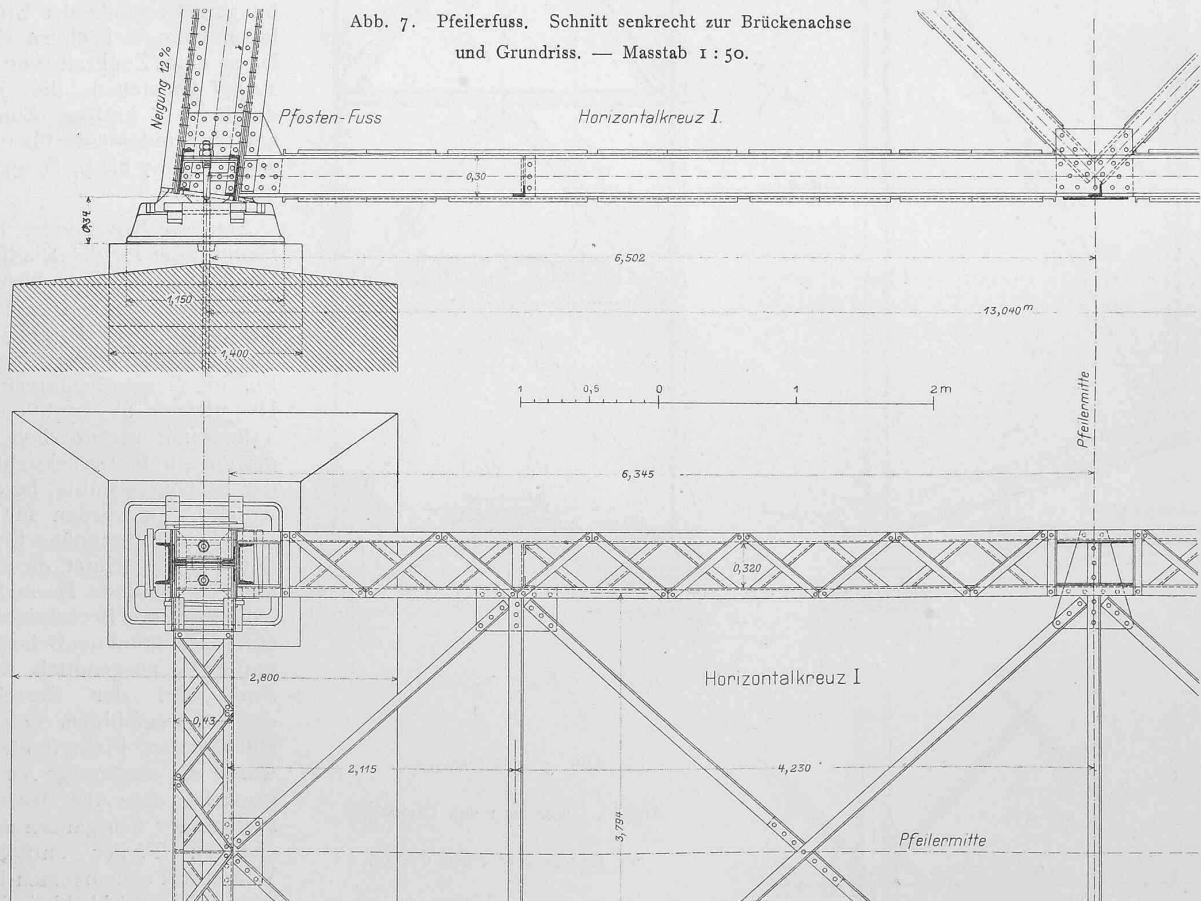 Abb. 7. Pfeilerfuss. Schnitt senkrecht zur Brückenachse
und Grundriss. — Masstab 1 : 50.
Neigung 12%
Pfosten-Fuss
Horizontalkreuz I.
0,30
0,34
6,502
1,150
13,040 m
1,400
1 0,5 0 1 2 m
Pfeilermitte
6,345
0,320
Horizontalkreuz I
2,800
0,43
2,115
4,230
3,794
Pfeilermitte